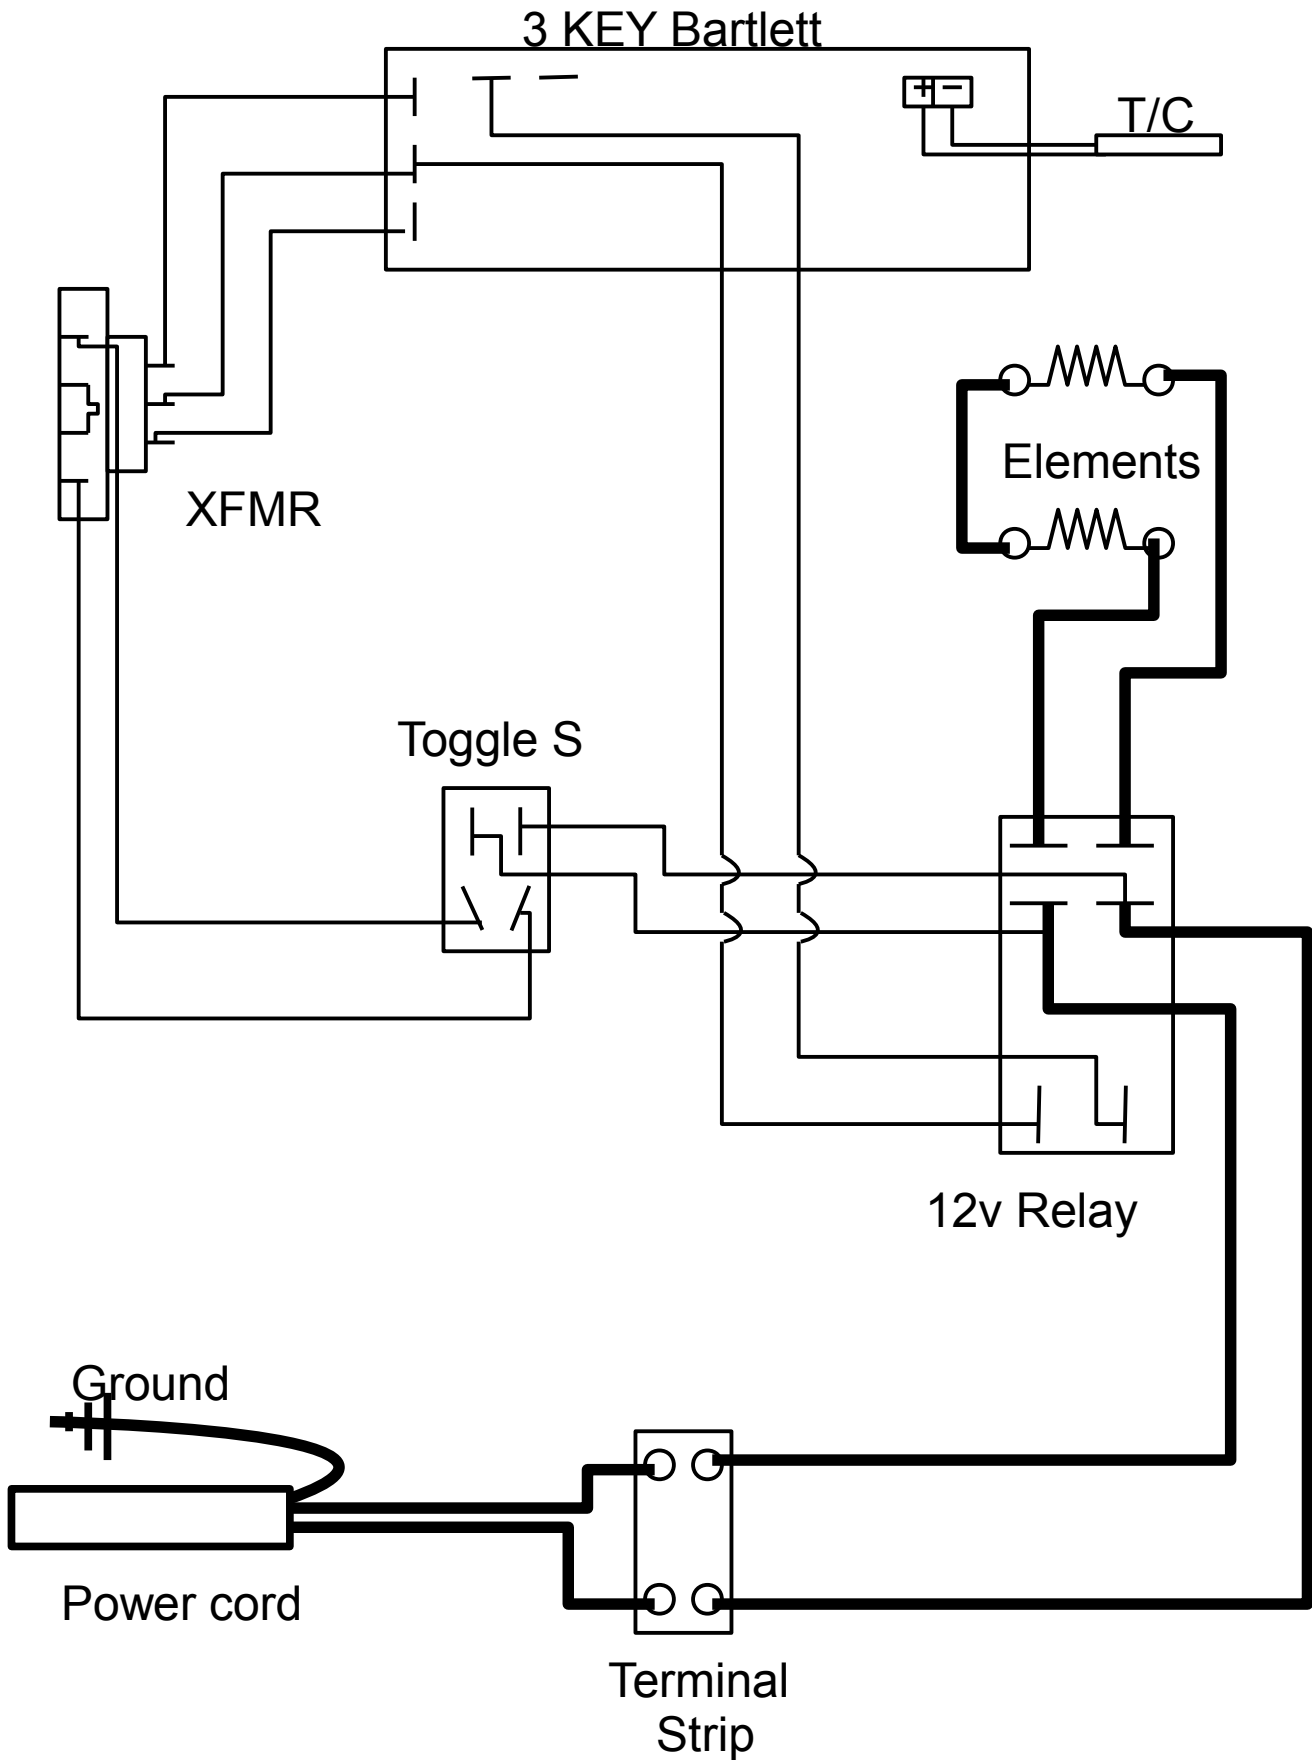 3 KEY Bartlett
+ −
T/C
Elements
XFMR
Toggle S
12v Relay
Ground
Power cord
Terminal
Strip